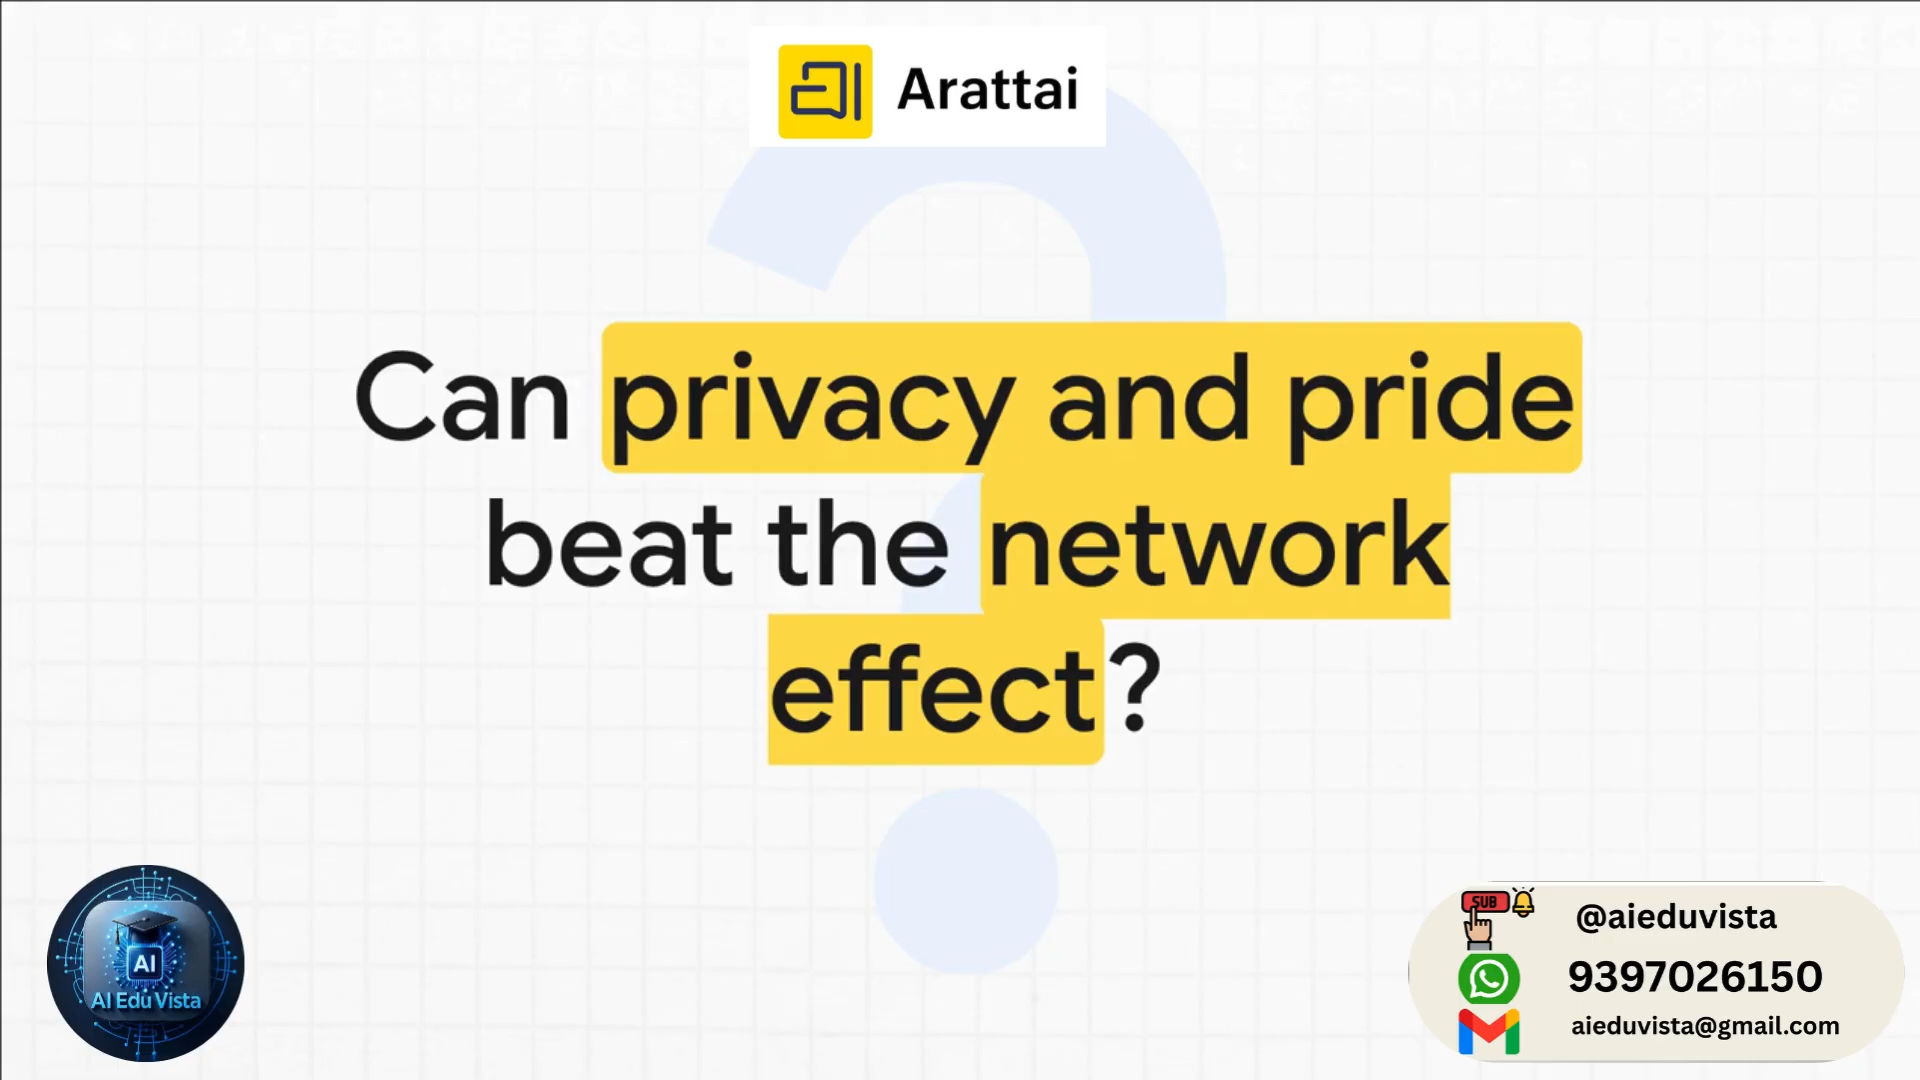 Arattai
Can privacy and pride
beat the network
effect?
AI
AI Edu Vista
SUB
@aieduvista
9397026150
aieduvista@gmail.com